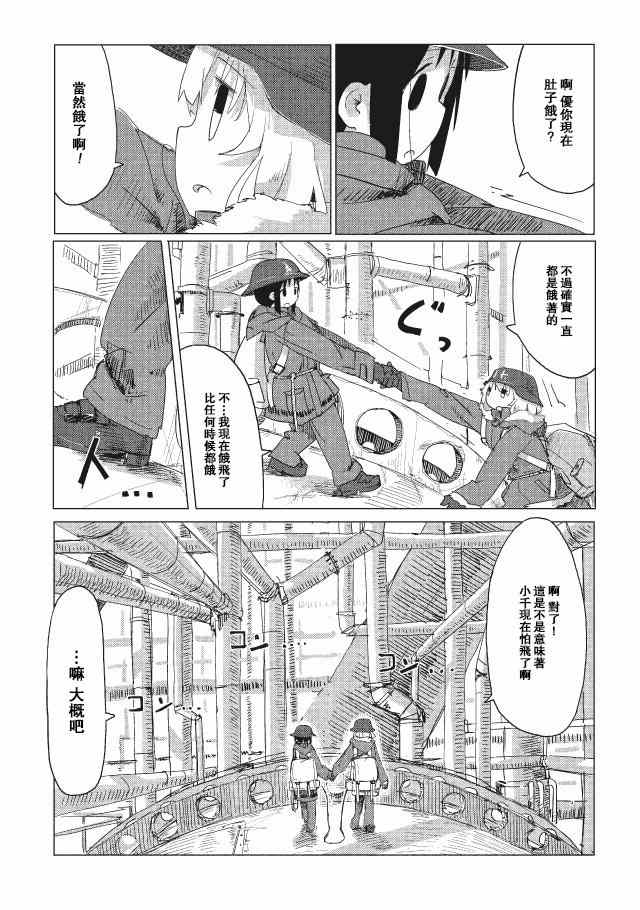 啊 優你現在
肚子餓了?
當然餓了啊!
不過確實一直
都是餓著的
ぐっ
不…我現在餓飛了
比任何時候都餓
啊 對了!
這是不是意味著
小千現在怕飛了啊
コン…
コン…
コン…
…嘛 大概吧